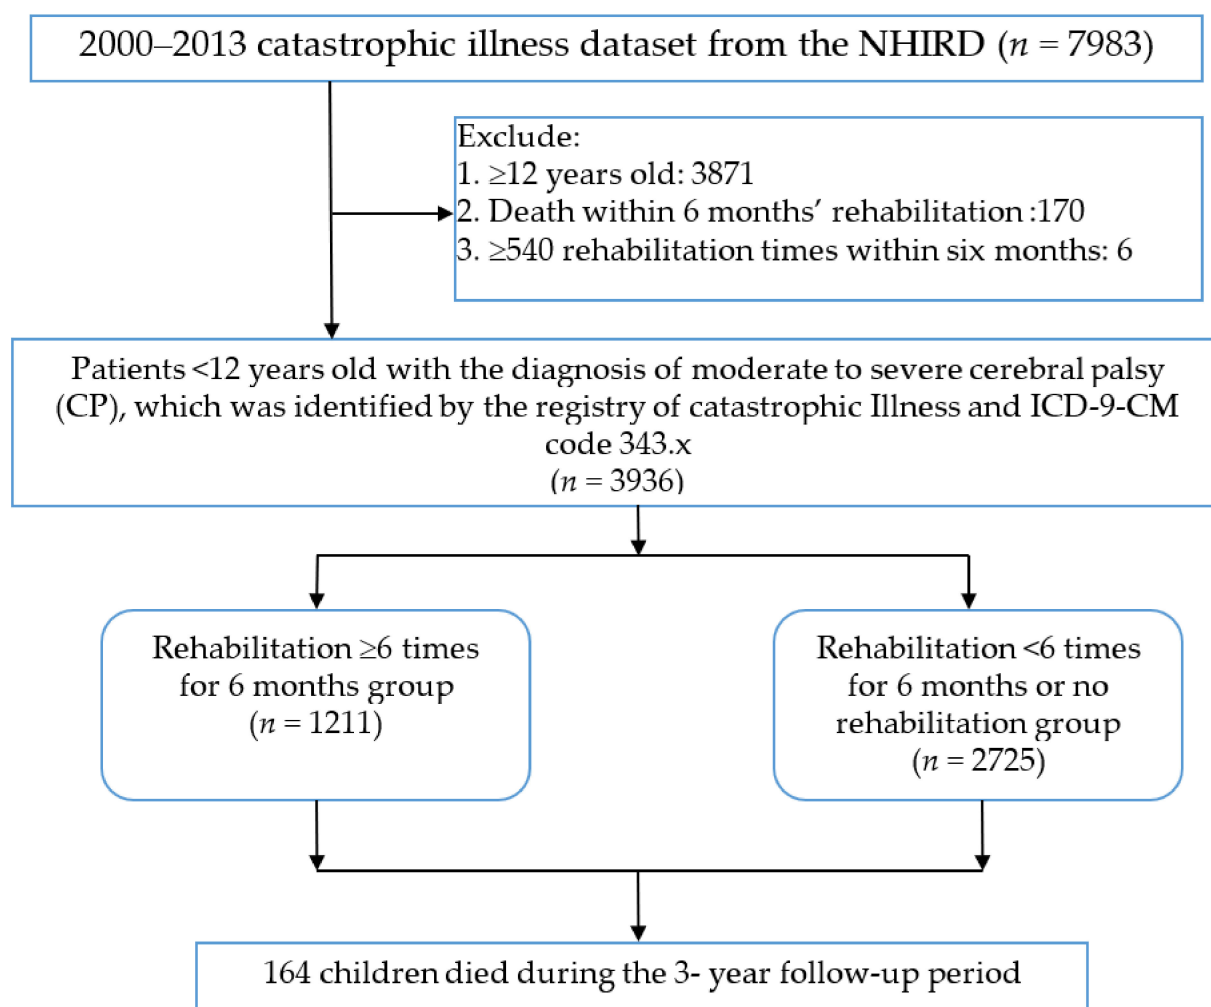 2000–2013 catastrophic illness dataset from the NHIRD (n = 7983)
Exclude:
1. ≥12 years old: 3871
2. Death within 6 months’ rehabilitation :170
3. ≥540 rehabilitation times within six months: 6
Patients <12 years old with the diagnosis of moderate to severe cerebral palsy
(CP), which was identified by the registry of catastrophic Illness and ICD-9-CM
code 343.x
(n = 3936)
Rehabilitation ≥6 times
for 6 months group
(n = 1211)
Rehabilitation <6 times
for 6 months or no
rehabilitation group
(n = 2725)
164 children died during the 3- year follow-up period